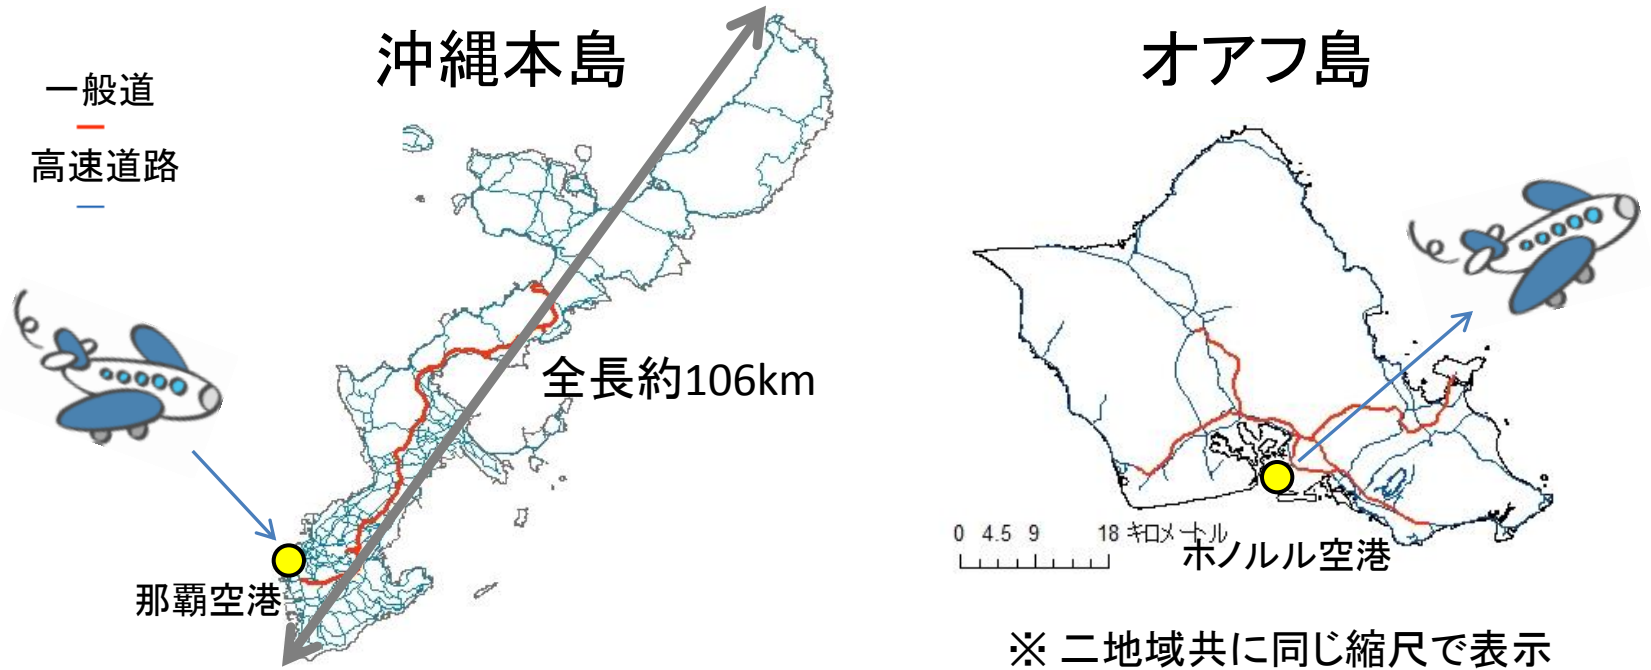 沖縄本島
一般道
高速道路
全長約106km
那覇空港
オアフ島
0 4.5 9 18 キロメートル
ホノルル空港
※ 二地域共に同じ縮尺で表示